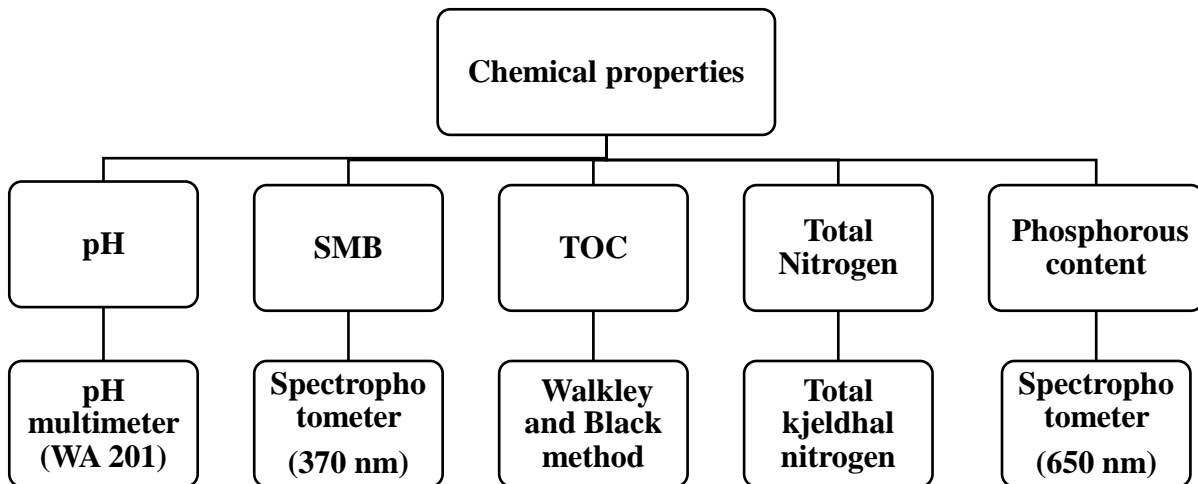 Chemical properties
pH
SMB
TOC
Total
Nitrogen
Phosphorous
content
pH
multimeter
(WA 201)
Spectropho
tometer
(370 nm)
Walkley
and Black
method
Total
kjeldhal
nitrogen
Spectropho
tometer
(650 nm)